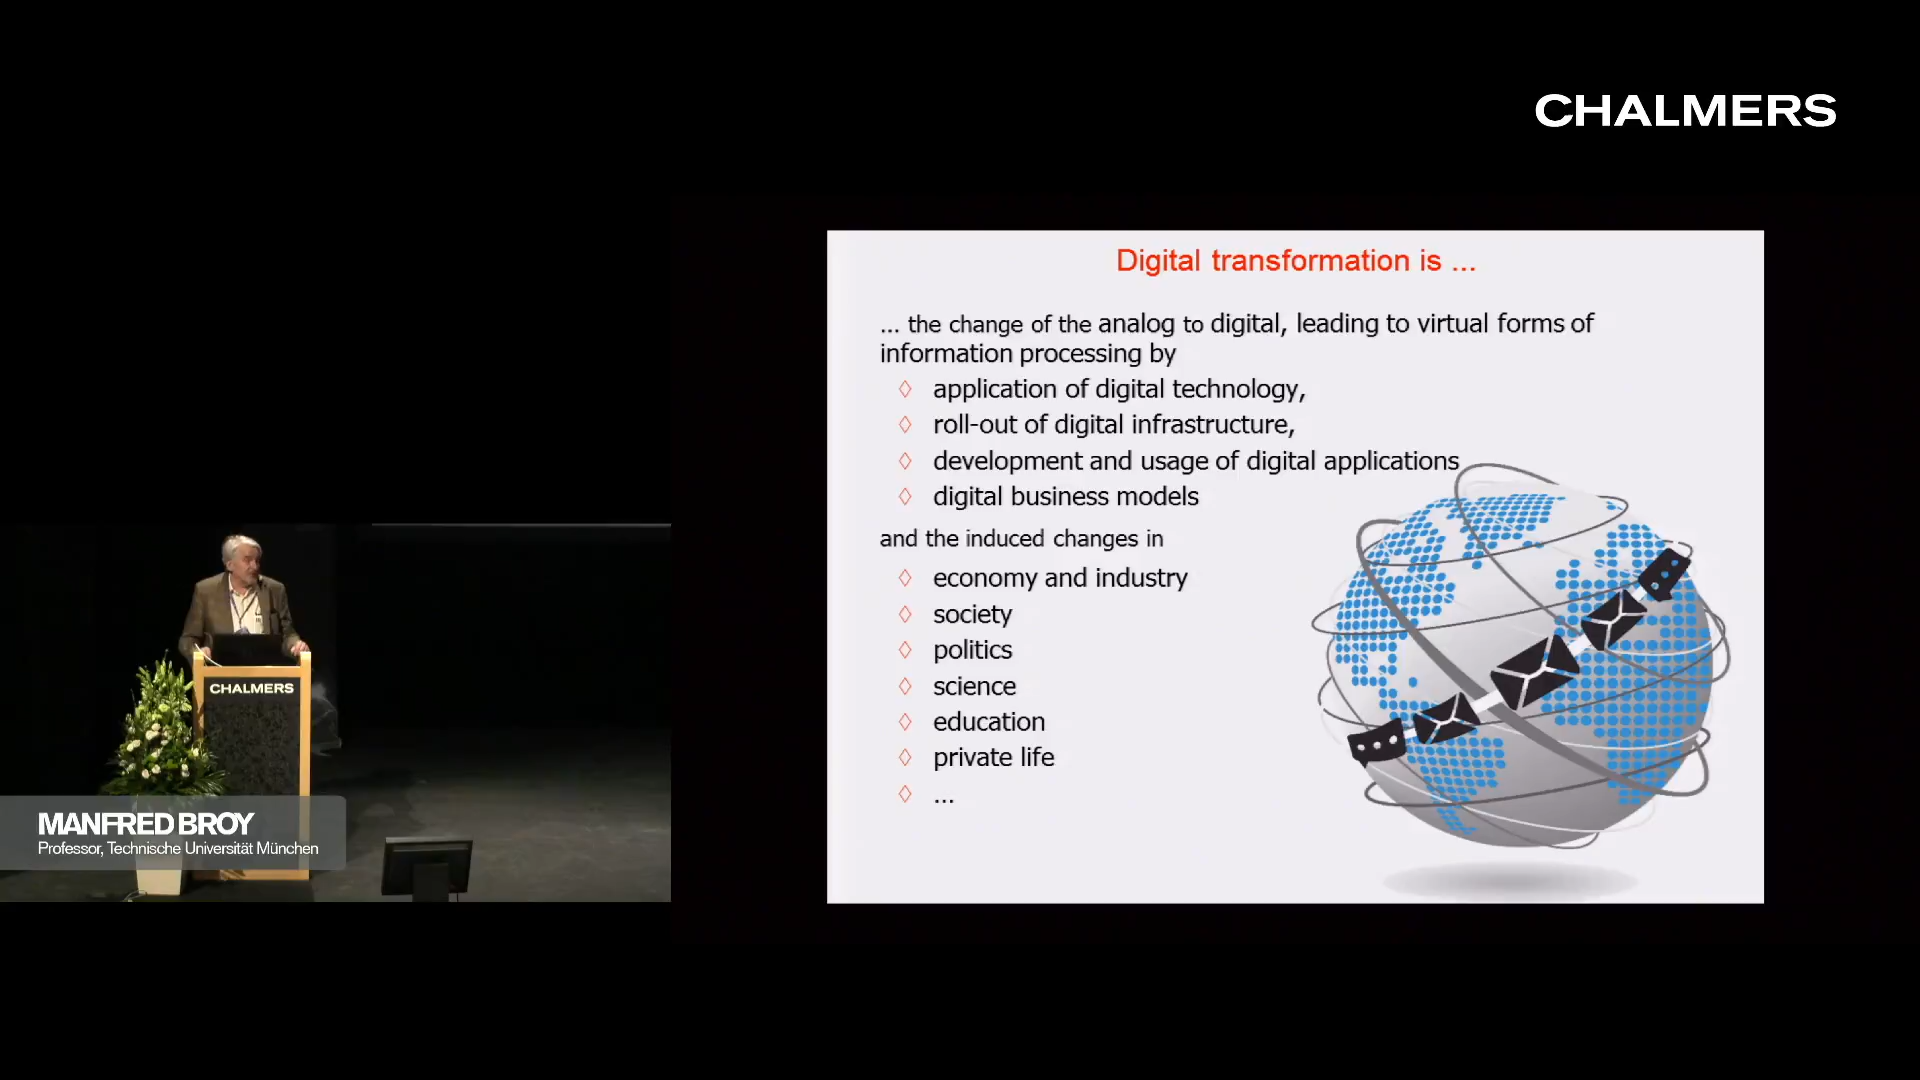 CHALMERS
Digital transformation is ...
... the change of the analog to digital, leading to virtual forms of
information processing by
◊ application of digital technology,
◊ roll-out of digital infrastructure,
◊ development and usage of digital applications
◊ digital business models
and the induced changes in
◊ economy and industry
◊ society
◊ politics
◊ science
◊ education
◊ private life
◊ ...
CHALMERS
MANFRED BROY
Professor, Technische Universität München